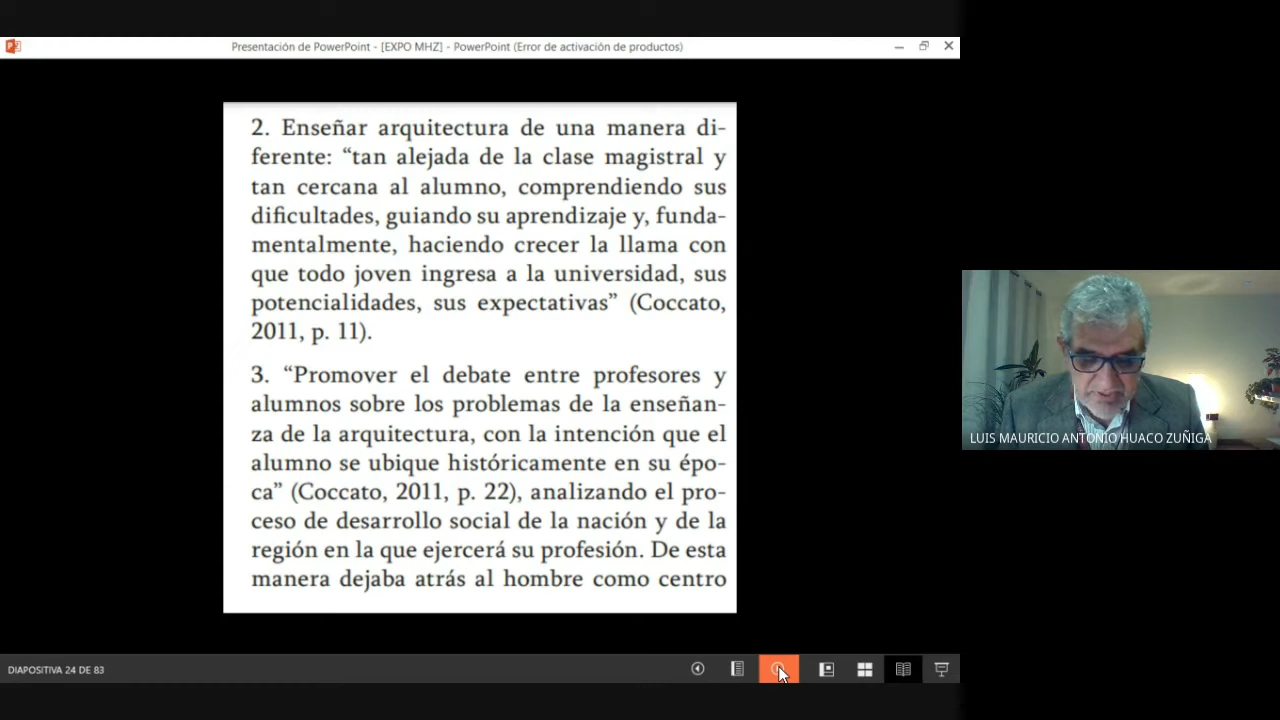 Presentación de PowerPoint - [EXPO MHZ] - PowerPoint (Error de activación de productos)
2. Enseñar arquitectura de una manera di-
ferente: “tan alejada de la clase magistral y
tan cercana al alumno, comprendiendo sus
dificultades, guiando su aprendizaje y, funda-
mentalmente, haciendo crecer la llama con
que todo joven ingresa a la universidad, sus
potencialidades, sus expectativas” (Coccato,
2011, p. 11).
3. “Promover el debate entre profesores y
alumnos sobre los problemas de la enseñan-
za de la arquitectura, con la intención que el
alumno se ubique históricamente en su épo-
ca” (Coccato, 2011, p. 22), analizando el pro-
ceso de desarrollo social de la nación y de la
región en la que ejercerá su profesión. De esta
manera dejaba atrás al hombre como centro
LUIS MAURICIO ANTONIO HUACO ZUÑIGA
DIAPOSITIVA 24 DE 83